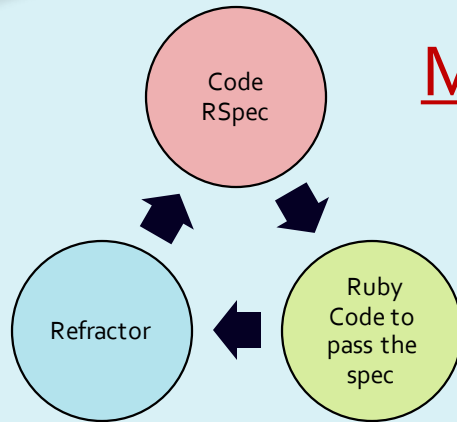 Code
RSpec
M
Ruby
Code to
pass the
spec
Refractor